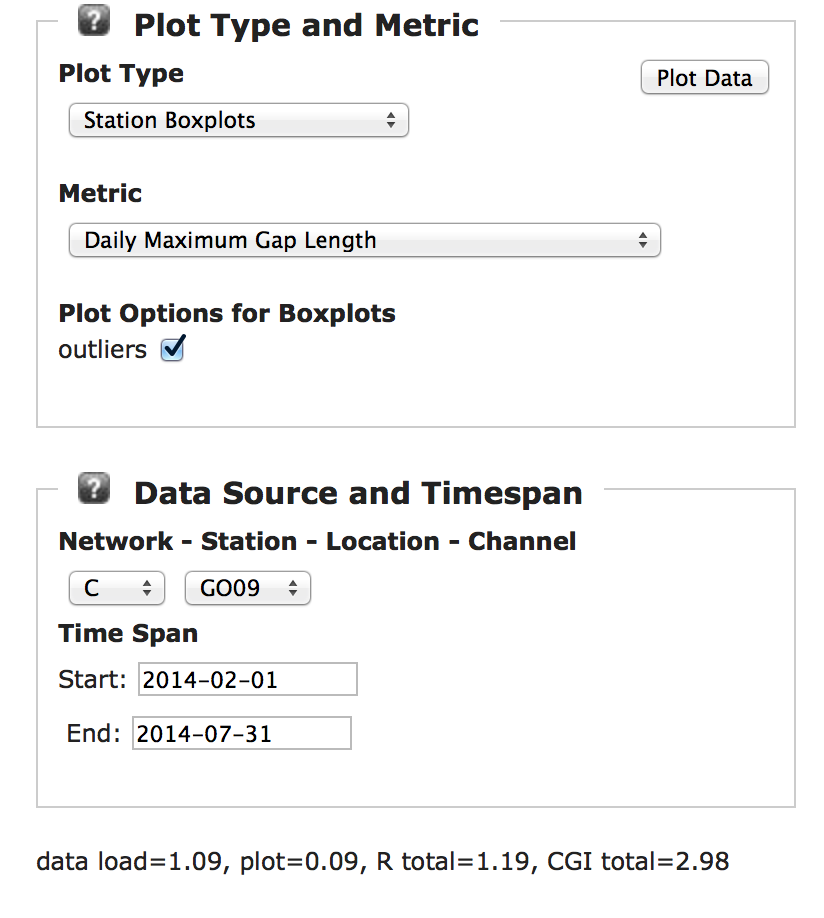 ? Plot Type and Metric
Plot Type
Plot Data
Station Boxplots
Metric
Daily Maximum Gap Length
Plot Options for Boxplots
outliers
? Data Source and Timespan
Network - Station - Location - Channel
C GO09
Time Span
Start: 2014-02-01
End: 2014-07-31
data load=1.09, plot=0.09, R total=1.19, CGI total=2.98